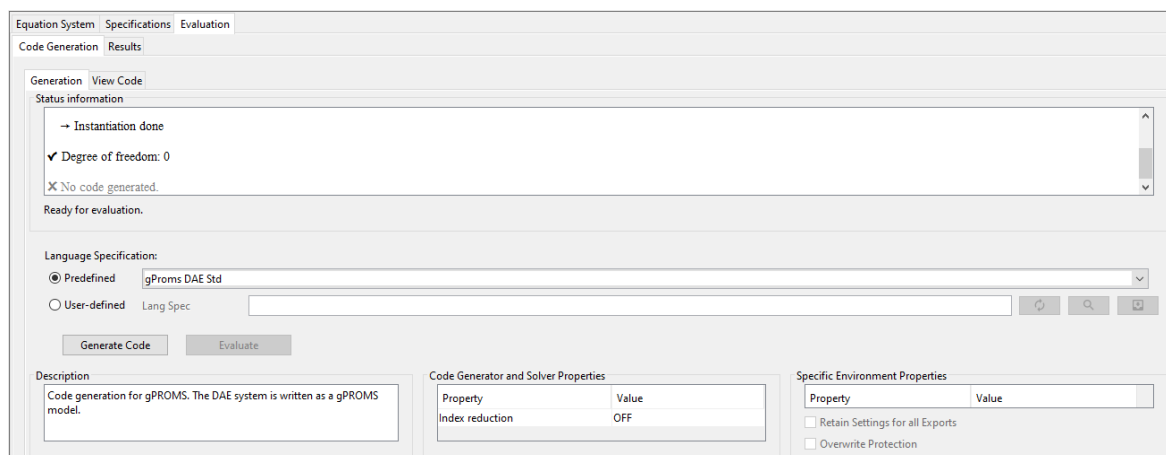 Equation System Specifications Evaluation
Code Generation Results
Generation View Code
Status information
→ Instantiation done
✔ Degree of freedom: 0
✕ No code generated.
Ready for evaluation.
Language Specification:
Predefined gProms DAE Std
User-defined Lang Spec
Generate Code Evaluate
Description
Code generation for gPROMS. The DAE system is written as a gPROMS
model.
Code Generator and Solver Properties
Property Value
Index reduction OFF
Specific Environment Properties
Property Value
Retain Settings for all Exports
Overwrite Protection